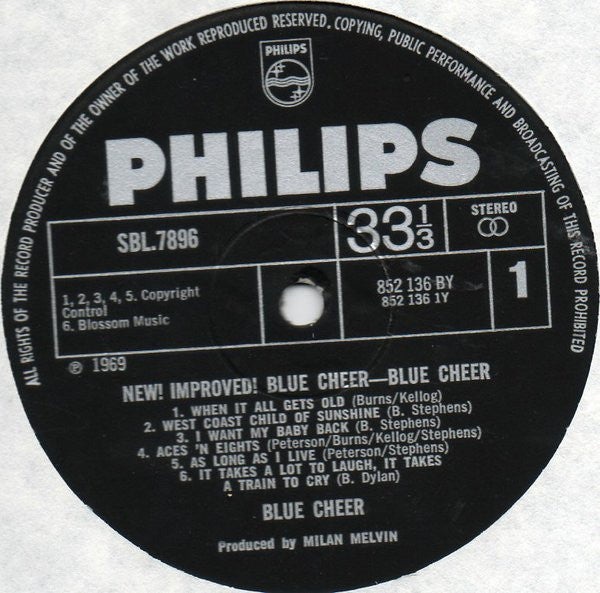 ALL RIGHTS OF THE RECORD PRODUCER AND OF THE OWNER OF THE WORK REPRODUCED RESERVED. COPYING, PUBLIC PERFORMANCE AND BROADCASTING OF THIS RECORD PROHIBITED
PHILIPS
PHILIPS
SBL.7896
33⅓
STEREO
1, 2, 3, 4, 5. Copyright
Control
6. Blossom Music
852 136 BY
852 136 1Y
1
℗ 1969
NEW! IMPROVED! BLUE CHEER—BLUE CHEER
1. WHEN IT ALL GETS OLD (Burns/Kellog)
2. WEST COAST CHILD OF SUNSHINE (B. Stephens)
3. I WANT MY BABY BACK (B. Stephens)
4. ACES 'N EIGHTS (Peterson/Burns/Kellog/Stephens)
5. AS LONG AS I LIVE (Peterson/Stephens)
6. IT TAKES A LOT TO LAUGH, IT TAKES
A TRAIN TO CRY (B. Dylan)
BLUE CHEER
Produced by MILAN MELVIN